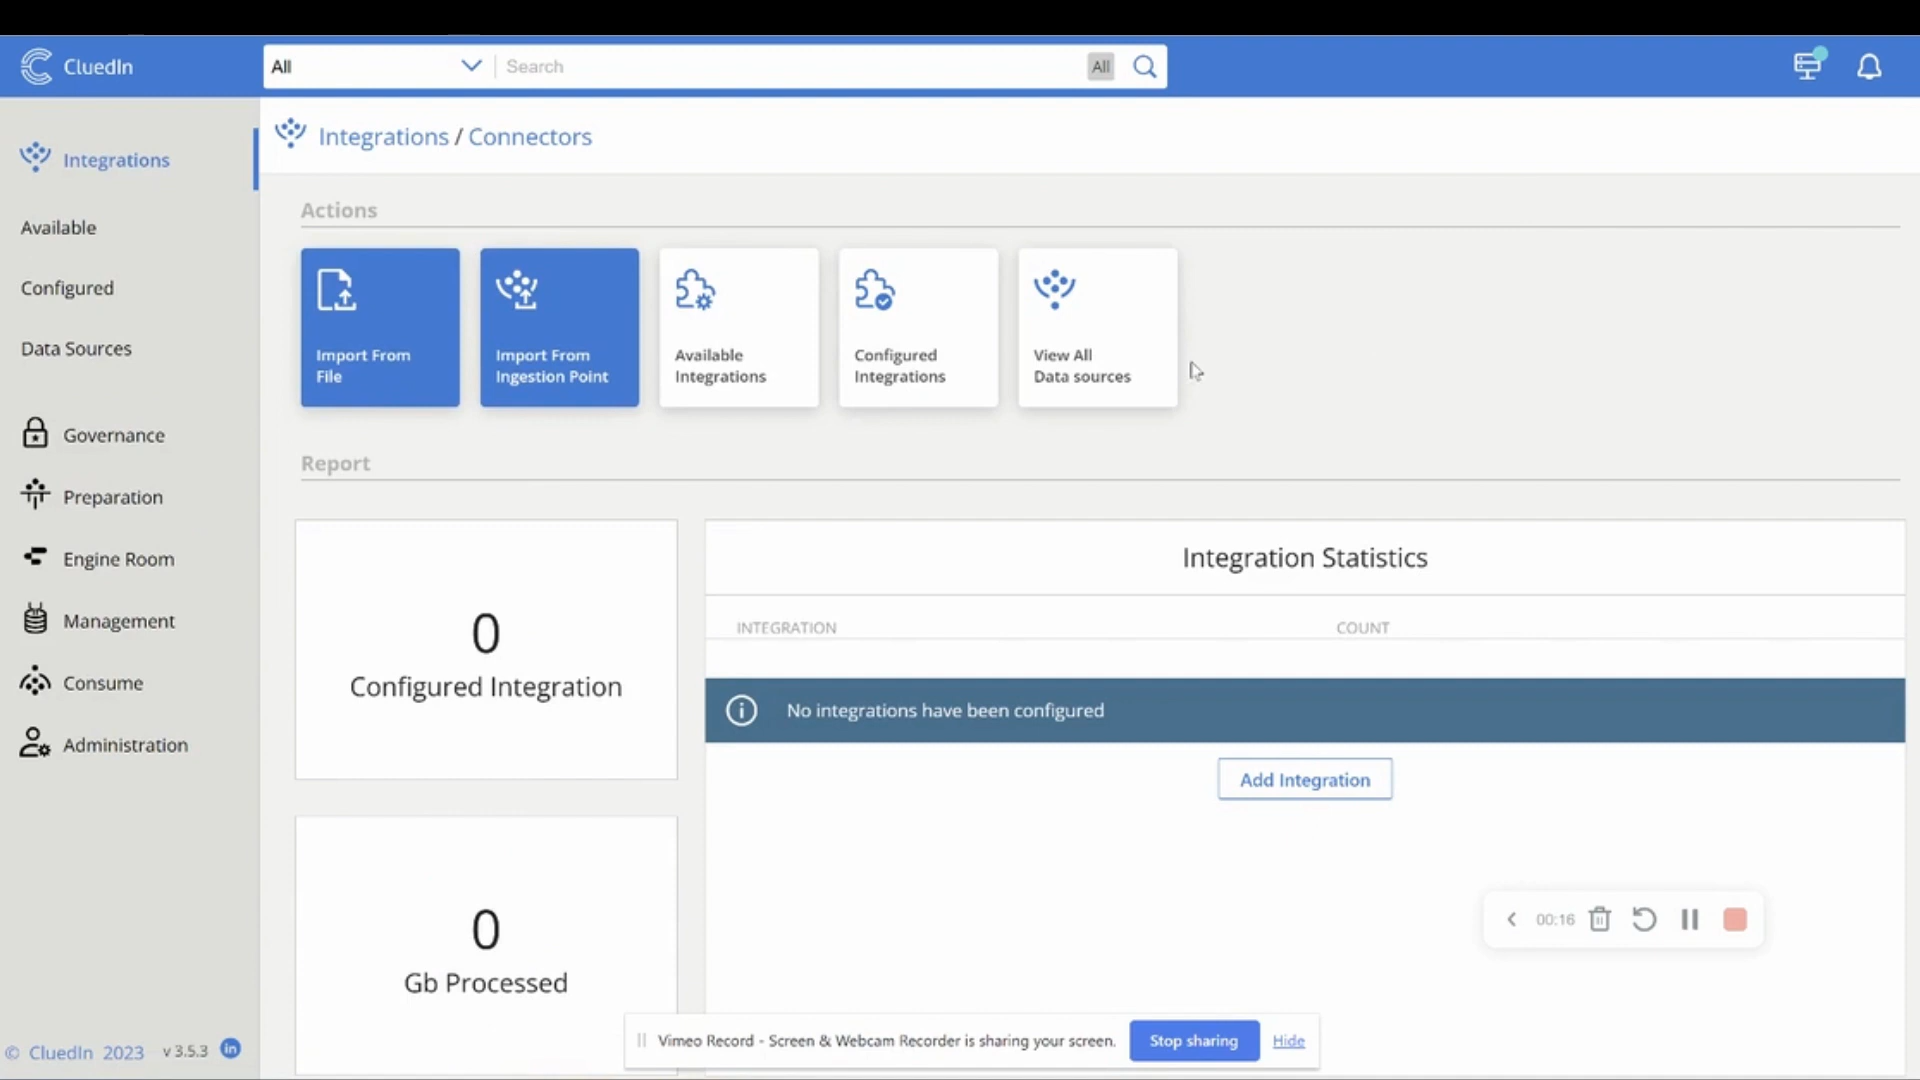 CluedIn
All
Search
All
Integrations
Available
Configured
Data Sources
Governance
Preparation
Engine Room
Management
Consume
Administration
© CluedIn 2023 v 3.5.3
in
Integrations / Connectors
Actions
Import From
File
Import From
Ingestion Point
Available
Integrations
Configured
Integrations
View All
Data sources
Report
0
Configured Integration
0
Gb Processed
Integration Statistics
INTEGRATION COUNT
No integrations have been configured
Add Integration
00:16
Vimeo Record - Screen & Webcam Recorder is sharing your screen.
Stop sharing
Hide